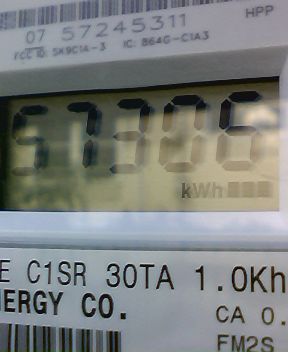 HPP
07 57245311
FCC ID: SK9C1A-3 IC: 864G-C1A3
57306
kWh
E C1SR 30TA 1.0Kh
NERGY CO.
CA 0.
FM2S